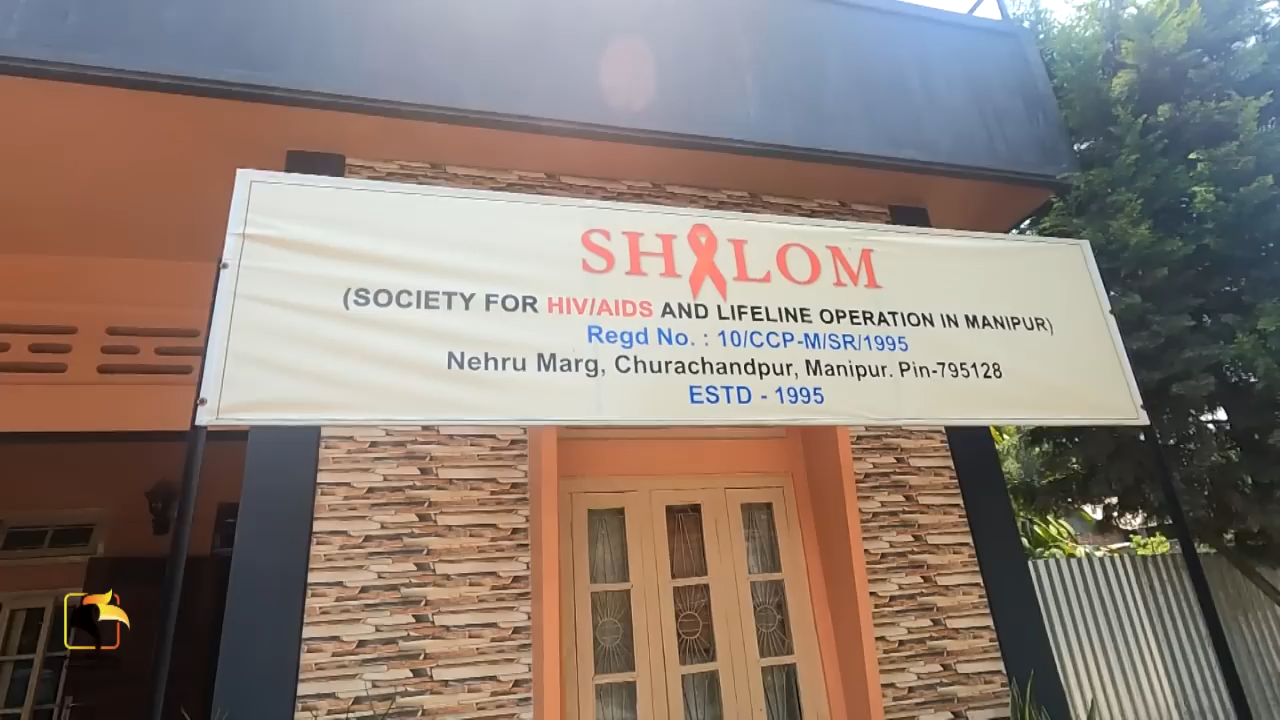 SHALOM
(SOCIETY FOR HIV/AIDS AND LIFELINE OPERATION IN MANIPUR)
Regd No. : 10/CCP-M/SR/1995
Nehru Marg, Churachandpur, Manipur. Pin-795128
ESTD - 1995